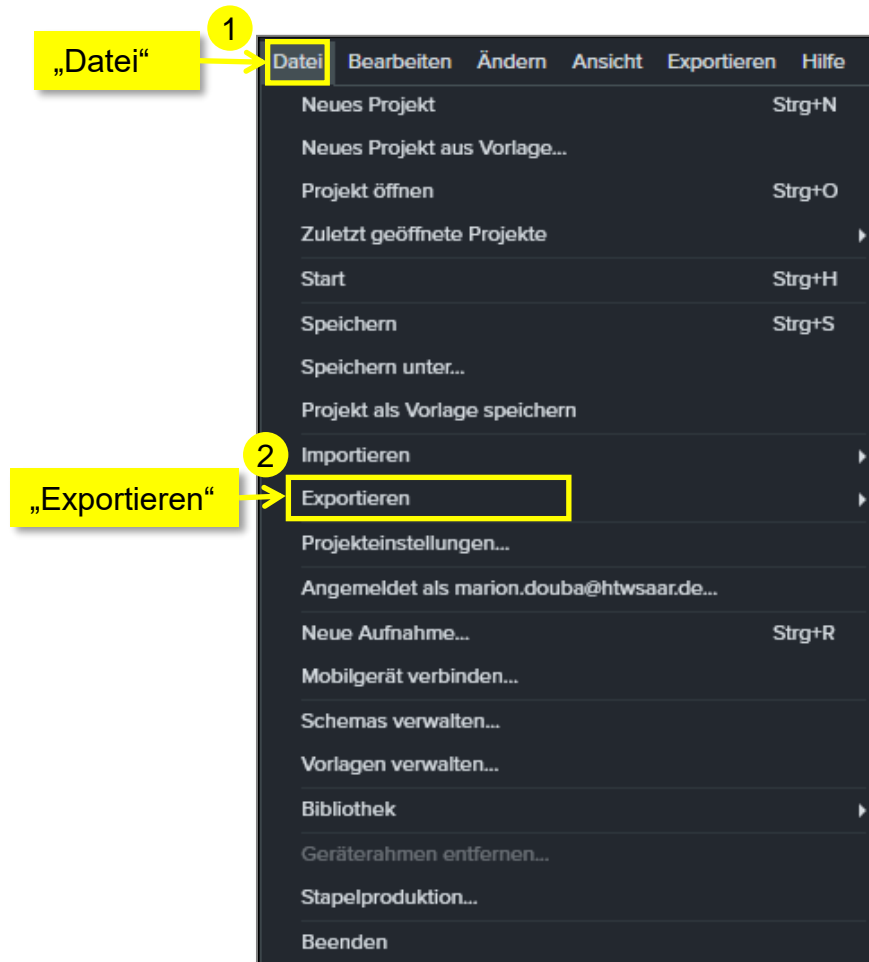 1
„Datei“
Datei Bearbeiten Ändern Ansicht Exportieren Hilfe
Neues Projekt Strg+N
Neues Projekt aus Vorlage...
Projekt öffnen Strg+O
Zuletzt geöffnete Projekte
Start Strg+H
Speichern Strg+S
Speichern unter...
Projekt als Vorlage speichern
2
Importieren
„Exportieren“
Exportieren
Projekteinstellungen...
Angemeldet als marion.douba@htwsaar.de...
Neue Aufnahme... Strg+R
Mobilgerät verbinden...
Schemas verwalten...
Vorlagen verwalten...
Bibliothek
Geräterahmen entfernen...
Stapelproduktion...
Beenden